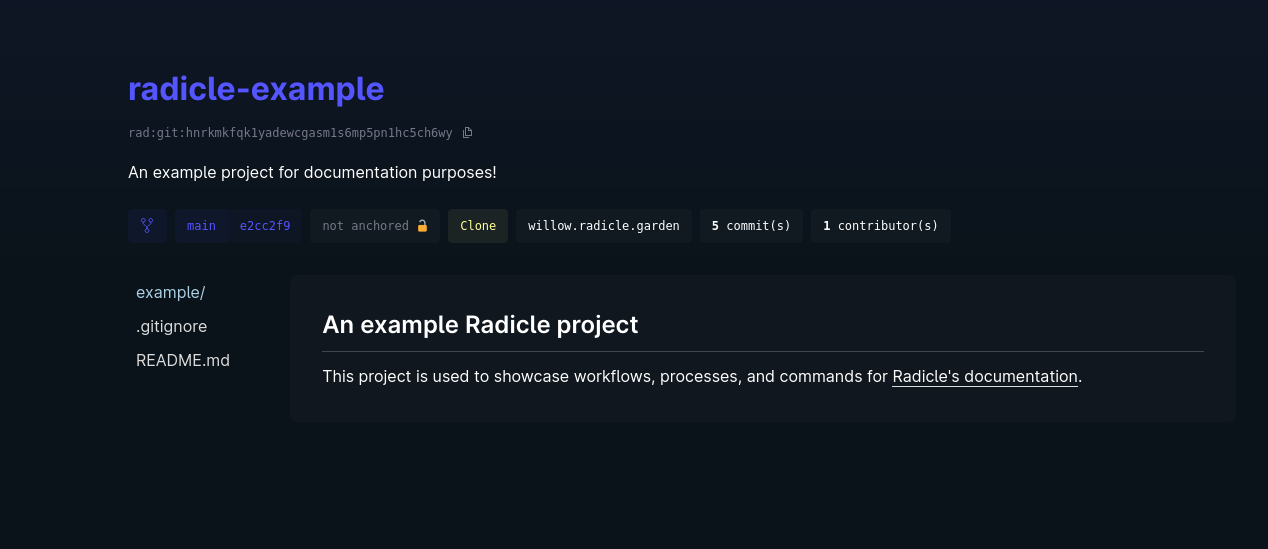 radicle-example
rad:git:hnrkmkfqk1yadewcgasm1s6mp5pn1hc5ch6wy
An example project for documentation purposes!
main e2cc2f9 not anchored Clone willow.radicle.garden 5 commit(s) 1 contributor(s)
example/
.gitignore
README.md
An example Radicle project
This project is used to showcase workflows, processes, and commands for Radicle's documentation.